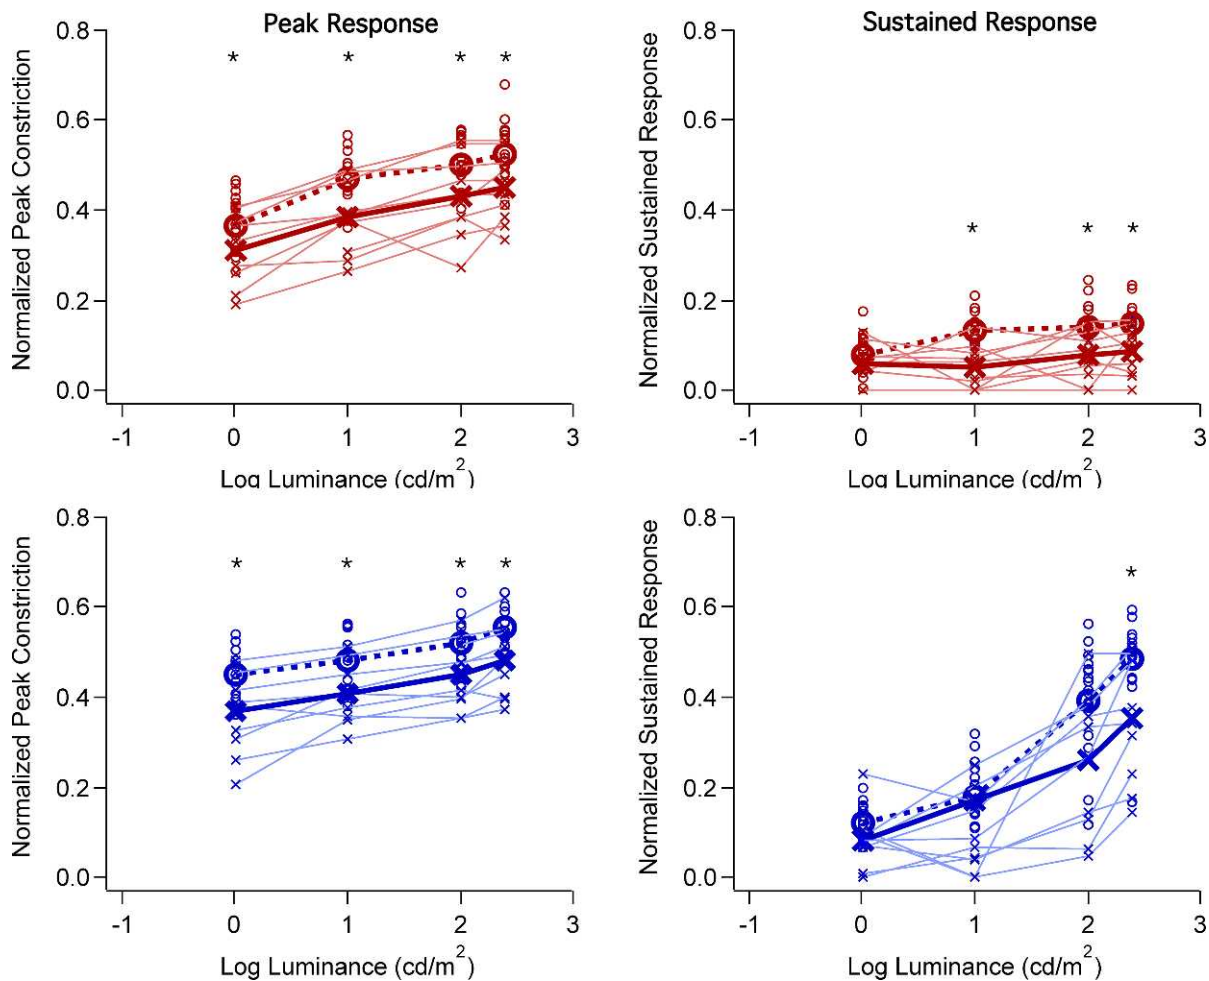 Peak Response
Normalized Peak Constriction
0.8
0.6
0.4
0.2
0.0
* * * *
-1 0 1 2 3
Log Luminance (cd/m2)
Sustained Response
Normalized Sustained Response
0.8
0.6
0.4
0.2
0.0
* * *
-1 0 1 2 3
Log Luminance (cd/m2)
Normalized Peak Constriction
0.8
0.6
0.4
0.2
0.0
* * * *
-1 0 1 2 3
Log Luminance (cd/m2)
Normalized Sustained Response
0.8
0.6
0.4
0.2
0.0
*
-1 0 1 2 3
Log Luminance (cd/m2)